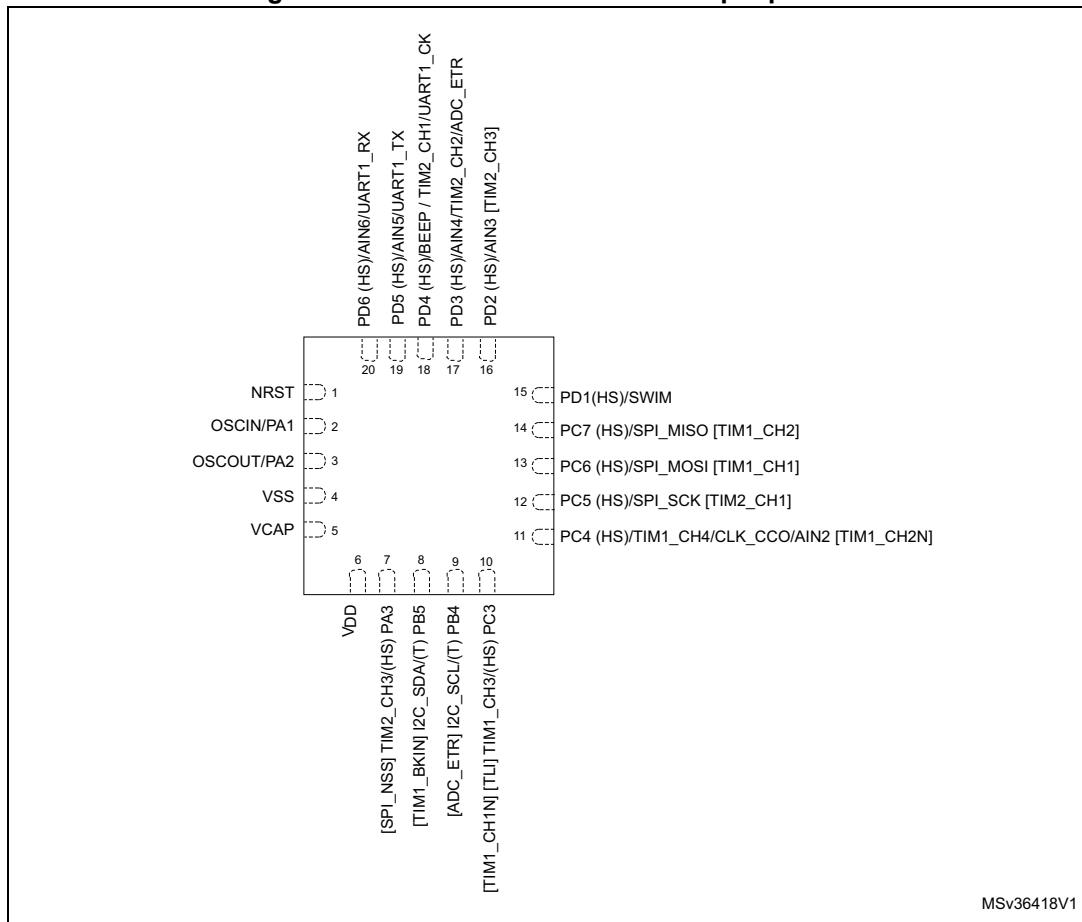 PD6 (HS)/AIN6/UART1_RX
PD5 (HS)/AIN5/UART1_TX
PD4 (HS)/BEEP / TIM2_CH1/UART1_CK
PD3 (HS)/AIN4/TIM2_CH2/ADC_ETR
PD2 (HS)/AIN3 [TIM2_CH3]
20 19 18 17 16
NRST 1
OSCIN/PA1 2
OSCOUT/PA2 3
VSS 4
VCAP 5
15 PD1(HS)/SWIM
14 PC7 (HS)/SPI_MISO [TIM1_CH2]
13 PC6 (HS)/SPI_MOSI [TIM1_CH1]
12 PC5 (HS)/SPI_SCK [TIM2_CH1]
11 PC4 (HS)/TIM1_CH4/CLK_CCO/AIN2 [TIM1_CH2N]
6 7 8 9 10
VDD
[SPI_NSS] TIM2_CH3/(HS) PA3
[TIM1_BKIN] I2C_SDA/(T) PB5
[ADC_ETR] I2C_SCL/(T) PB4
[TIM1_CH1N] [TLI] TIM1_CH3/(HS) PC3
MSv36418V1